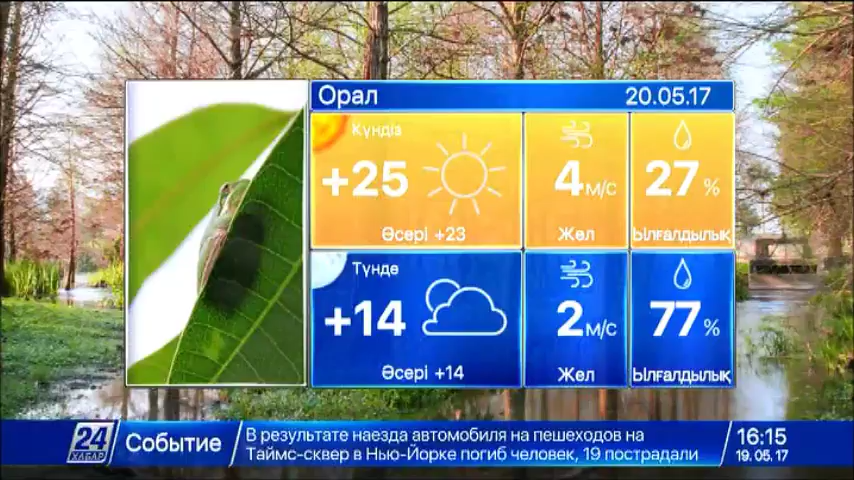 Орал 20.05.17
Күндіз
+25
Әсері +23
4 м/с
Жел
27 %
Ылғалдылық
Түнде
+14
Әсері +14
2 м/с
Жел
77 %
Ылғалдылық
24 ХАБАР
Событие
В результате наезда автомобиля на пешеходов на
Таймс-сквер в Нью-Йорке погиб человек, 19 пострадали
16:15
19.05.17